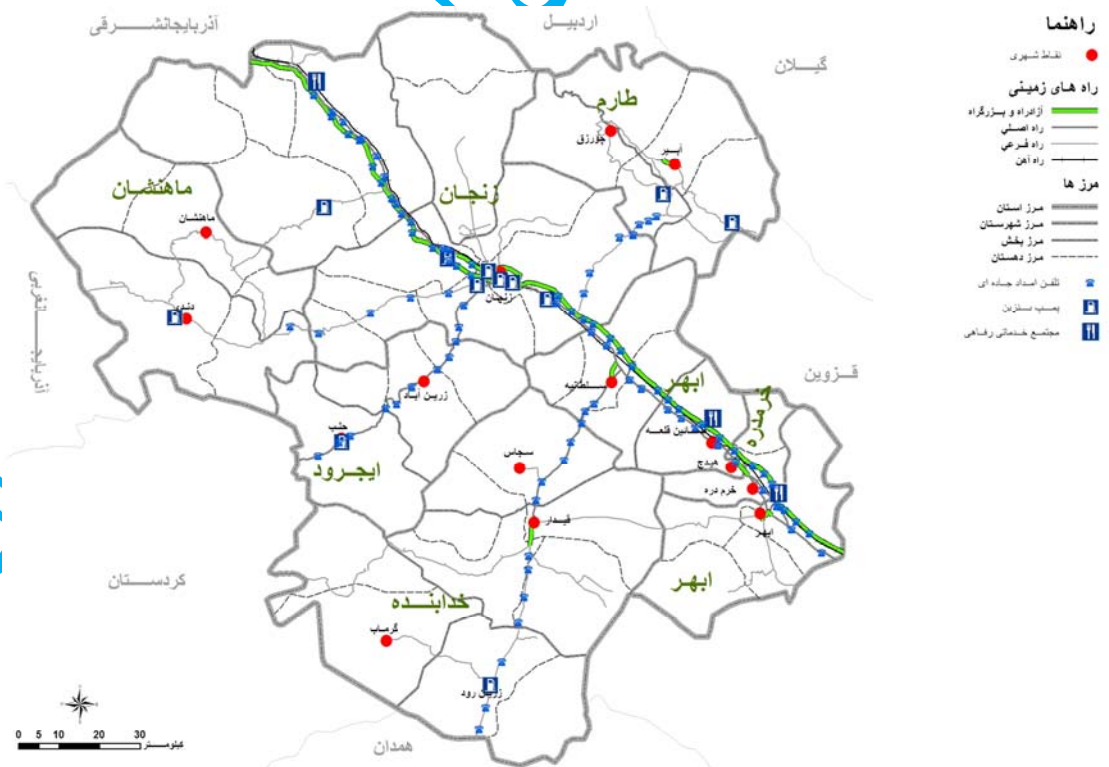 راهنما
نقاط شهری
راه های زمینی
آزادراه و بزرگراه
راه اصلی
راه فرعی
راه آهن
مرز ها
مرز استان
مرز شهرستان
مرز بخش
مرز دهستان
تلفن امداد جاده ای
پمپ بنزین
مجتمع خدماتی رفاهی
آذربایجانشرقی
اردبیل
گیلان
طارم
چورزق
آببر
ماهنشان
زنجان
ماهنشان
زنجان
دندی
آذربایجانغربی
قزوین
سلطانیه
ابهر
خرمدره
زرین آباد
صائین قلعه
حلب
ایجرود
سجاس
هیدج
خرم دره
قیدار
ابهر
کردستان
خدابنده
ابهر
گرماب
زرین رود
همدان
0 5 10 20 30
کیلومتر